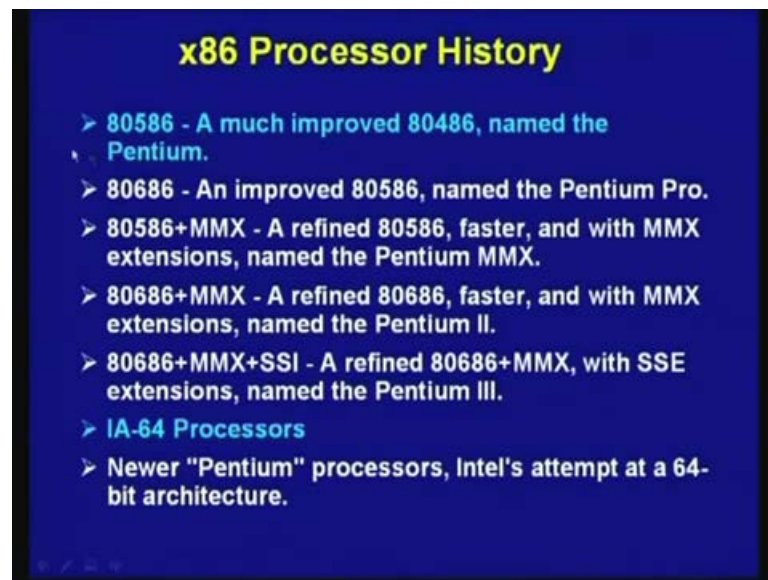 x86 Processor History
➢ 80586 - A much improved 80486, named the
Pentium.
➢ 80686 - An improved 80586, named the Pentium Pro.
➢ 80586+MMX - A refined 80586, faster, and with MMX
extensions, named the Pentium MMX.
➢ 80686+MMX - A refined 80686, faster, and with MMX
extensions, named the Pentium II.
➢ 80686+MMX+SSI - A refined 80686+MMX, with SSE
extensions, named the Pentium III.
➢ IA-64 Processors
➢ Newer "Pentium" processors, Intel's attempt at a 64-
bit architecture.